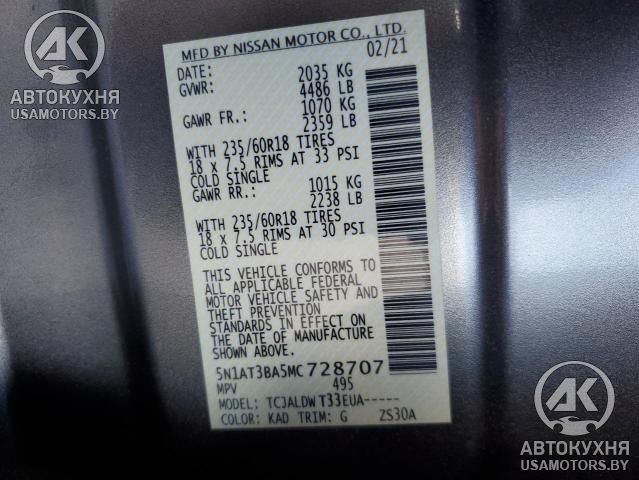 AK
АВТОКУХНЯ
USAMOTORS.BY
MFD BY NISSAN MOTOR CO., LTD.
DATE: 02/21
GVWR: 2035 KG
4486 LB
GAWR FR.: 1070 KG
2359 LB
WITH 235/60R18 TIRES
18 x 7.5 RIMS AT 33 PSI
COLD SINGLE
GAWR RR.: 1015 KG
2238 LB
WITH 235/60R18 TIRES
18 x 7.5 RIMS AT 30 PSI
COLD SINGLE
THIS VEHICLE CONFORMS TO
ALL APPLICABLE FEDERAL
MOTOR VEHICLE SAFETY AND
THEFT PREVENTION
STANDARDS IN EFFECT ON
THE DATE OF MANUFACTURE
SHOWN ABOVE.
5N1AT3BA5MC728707
MPV 495
MODEL: TCJALDW T33EUA-----
COLOR: KAD TRIM: G ZS30A
AK
АВТОКУХНЯ
USAMOTORS.BY